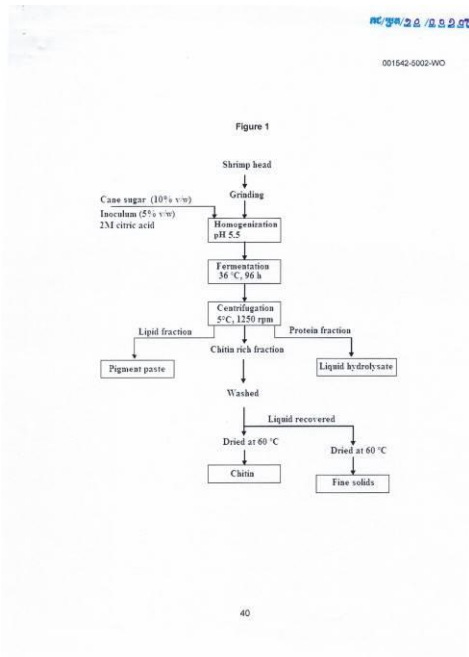 001542-5002-WO
Figure 1
Shrimp head
Grinding
Cane sugar (10% v/w)
Inoculum (5% v/w)
2M citric acid
Homogenization
pH 5.5
Fermentation
36 °C, 96 h
Centrifugation
5°C, 1250 rpm
Lipid fraction
Protein fraction
Chitin rich fraction
Pigment paste
Liquid hydrolysate
Washed
Liquid recovered
Dried at 60 °C
Dried at 60 °C
Chitin
Fine solids
40